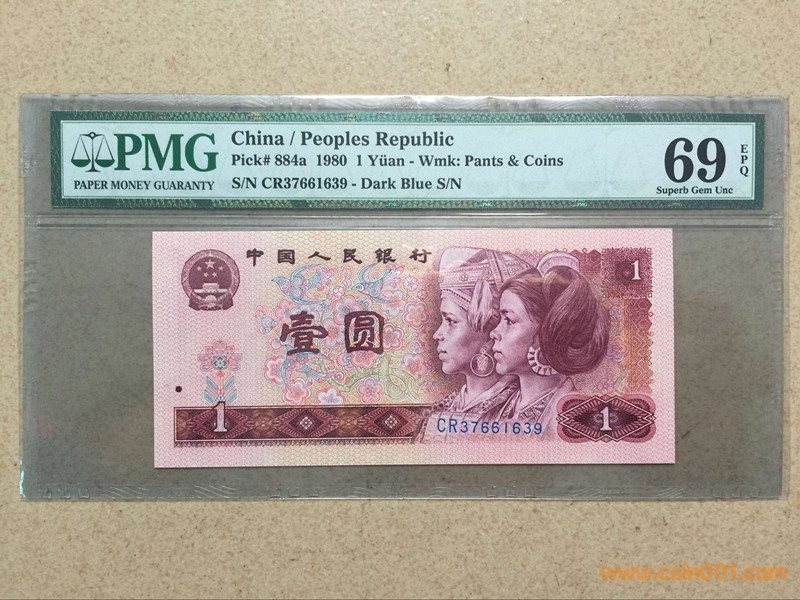 PMG
PAPER MONEY GUARANTY
China / Peoples Republic
Pick# 884a 1980 1 Yüan - Wmk: Pants & Coins
S/N CR37661639 - Dark Blue S/N
69
EPQ
Superb Gem Unc
中国人民银行
1
壹圆
1
CR37661639
1
www.coin001.com